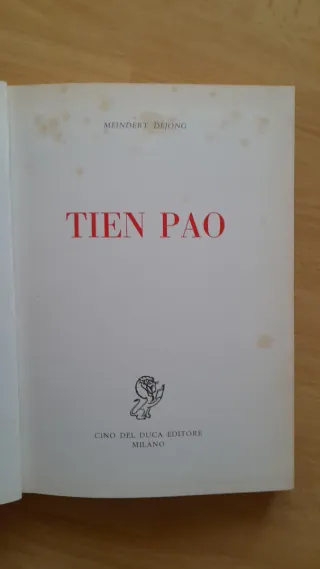 MEINDERT DEJONG
TIEN PAO
CINO DEL DUCA EDITORE
MILANO